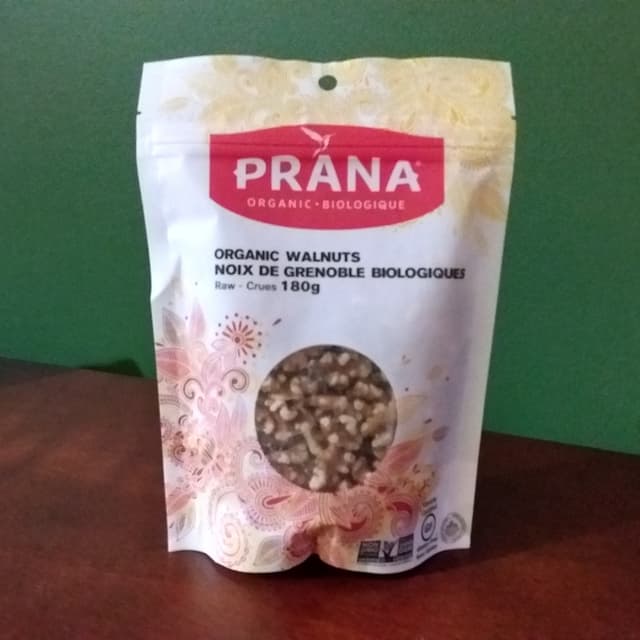 PRANA®
ORGANIC • BIOLOGIQUE
ORGANIC WALNUTS
NOIX DE GRENOBLE BIOLOGIQUES
Raw - Crues 180g